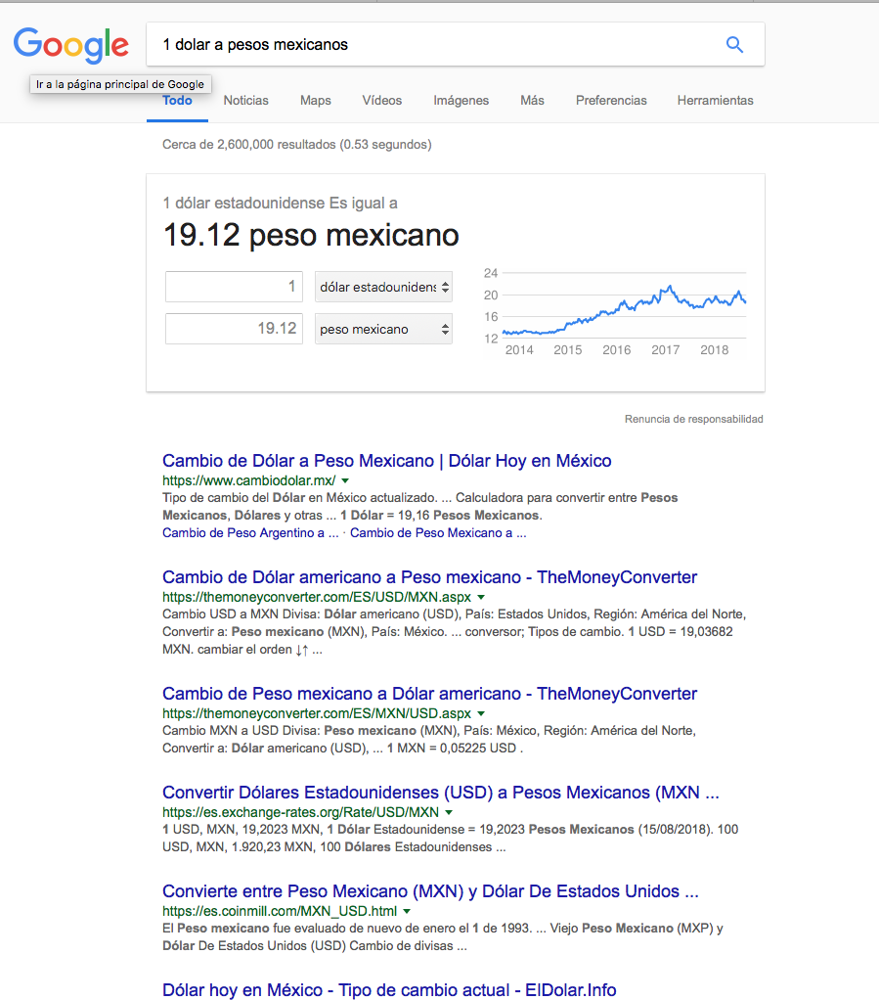 Google
1 dolar a pesos mexicanos
Ir a la página principal de Google
Todo Noticias Maps Vídeos Imágenes Más Preferencias Herramientas
Cerca de 2,600,000 resultados (0.53 segundos)
1 dólar estadounidense Es igual a
19.12 peso mexicano
1 dólar estadounidens
19.12 peso mexicano
24
20
16
12
2014 2015 2016 2017 2018
Renuncia de responsabilidad
Cambio de Dólar a Peso Mexicano | Dólar Hoy en México
https://www.cambiodolar.mx/
Tipo de cambio del Dólar en México actualizado. ... Calculadora para convertir entre Pesos
Mexicanos, Dólares y otras ... 1 Dólar = 19,16 Pesos Mexicanos.
Cambio de Peso Argentino a ... · Cambio de Peso Mexicano a ...
Cambio de Dólar americano a Peso mexicano - TheMoneyConverter
https://themoneyconverter.com/ES/USD/MXN.aspx
Cambio USD a MXN Divisa: Dólar americano (USD), País: Estados Unidos, Región: América del Norte,
Convertir a: Peso mexicano (MXN), País: México. ... conversor; Tipos de cambio. 1 USD = 19,03682
MXN. cambiar el orden ↓↑ ...
Cambio de Peso mexicano a Dólar americano - TheMoneyConverter
https://themoneyconverter.com/ES/MXN/USD.aspx
Cambio MXN a USD Divisa: Peso mexicano (MXN), País: México, Región: América del Norte,
Convertir a: Dólar americano (USD), ... 1 MXN = 0,05225 USD .
Convertir Dólares Estadounidenses (USD) a Pesos Mexicanos (MXN ...
https://es.exchange-rates.org/Rate/USD/MXN
1 USD, MXN, 19,2023 MXN, 1 Dólar Estadounidense = 19,2023 Pesos Mexicanos (15/08/2018). 100
USD, MXN, 1.920,23 MXN, 100 Dólares Estadounidenses ...
Convierte entre Peso Mexicano (MXN) y Dólar De Estados Unidos ...
https://es.coinmill.com/MXN_USD.html
El Peso mexicano fue evaluado de nuevo de enero el 1 de 1993. ... Viejo Peso Mexicano (MXP) y
Dólar De Estados Unidos (USD) Cambio de divisas ...
Dólar hoy en México - Tipo de cambio actual - ElDolar.Info